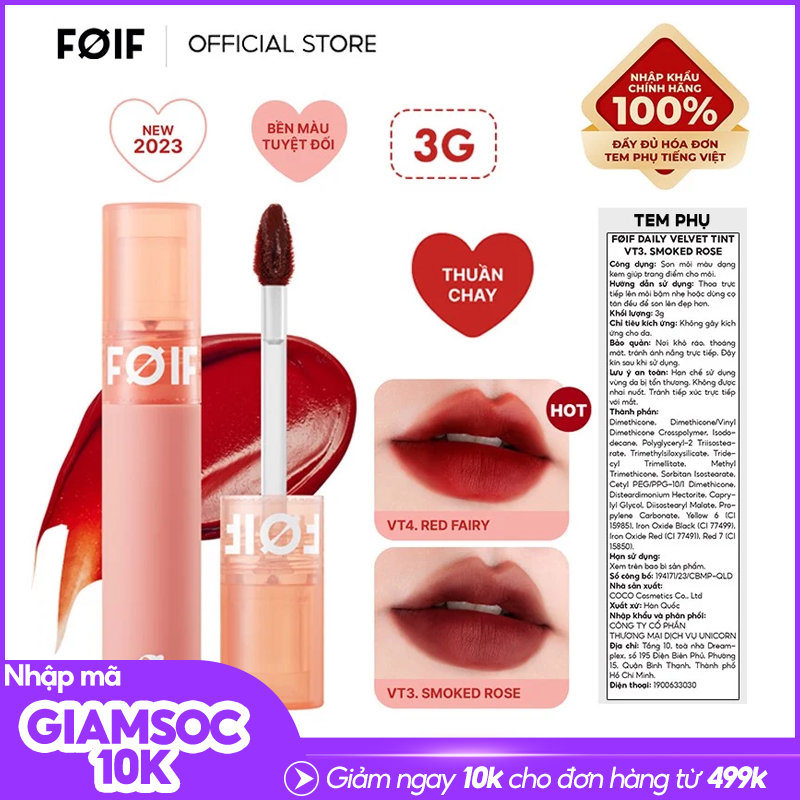 FØIF | OFFICIAL STORE
NHẬP KHẨU
CHÍNH HÃNG
100%
ĐẦY ĐỦ HÓA ĐƠN
TEM PHỤ TIẾNG VIỆT
NEW
2023
BỀN MÀU
TUYỆT ĐỐI
3G
THUẦN
CHAY
FØIF
FØIF
HOT
VT4. RED FAIRY
VT3. SMOKED ROSE
TEM PHỤ
FØIF DAILY VELVET TINT
VT3. SMOKED ROSE
Công dụng: Son môi màu dạng
kem giúp trang điểm cho môi.
Hướng dẫn sử dụng: Thoa trực
tiếp lên môi bặm nhẹ hoặc dùng cọ
tán đều để son lên đẹp hơn.
Khối lượng: 3g
Chỉ tiêu kích ứng: Không gây kích
ứng cho da.
Bảo quản: Nơi khô ráo, thoáng
mát, tránh ánh nắng trực tiếp. Đậy
kín sau khi sử dụng.
Lưu ý an toàn: Hạn chế sử dụng
vùng da bị tổn thương. Không được
nhai nuốt. Tránh tiếp xúc trực tiếp
với mắt.
Thành phần:
Dimethicone, Dimethicone/Vinyl
Dimethicone Crosspolymer, Isodo-
decane, Polyglyceryl-2 Triisostea-
rate, Trimethylsiloxysilicate, Tride-
cyl Trimellitate, Methyl
Trimethicone, Sorbitan Isostearate,
Cetyl PEG/PPG-10/1 Dimethicone,
Disteardimonium Hectorite, Capry-
lyl Glycol, Diisostearyl Malate, Pro-
pylene Carbonate, Yellow 6 (CI
15985), Iron Oxide Black (CI 77499),
Iron Oxide Red (CI 77491), Red 7 (CI
15850).
Hạn sử dụng:
Xem trên bao bì sản phẩm.
Số công bố: 194171/23/CBMP-QLD
Nhà sản xuất:
COCO Cosmetics Co., Ltd
Xuất xứ: Hàn Quốc
Nhập khẩu và phân phối:
CÔNG TY CỔ PHẦN
THƯƠNG MẠI DỊCH VỤ UNICORN
Địa chỉ: Tầng 10, toà nhà Dream-
plex, số 195 Điện Biên Phủ, Phường
15, Quận Bình Thạnh, Thành phố
Hồ Chí Minh.
Điện thoại: 1900633030
Nhập mã
GIAMSOC
10K
Giảm ngay 10k cho đơn hàng từ 499k